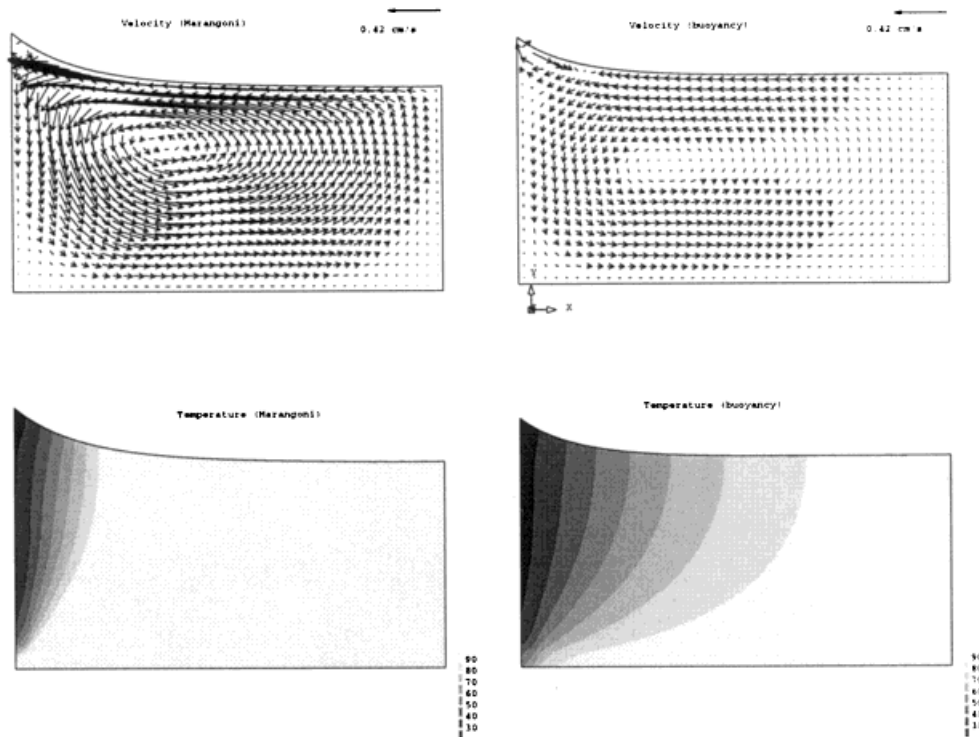 Velocity (Marangoni)
0.42 cm/s
Velocity (buoyancy)
0.42 cm/s
Y
X
Temperature (Marangoni)
Temperature (buoyancy)
90
80
70
60
50
40
30